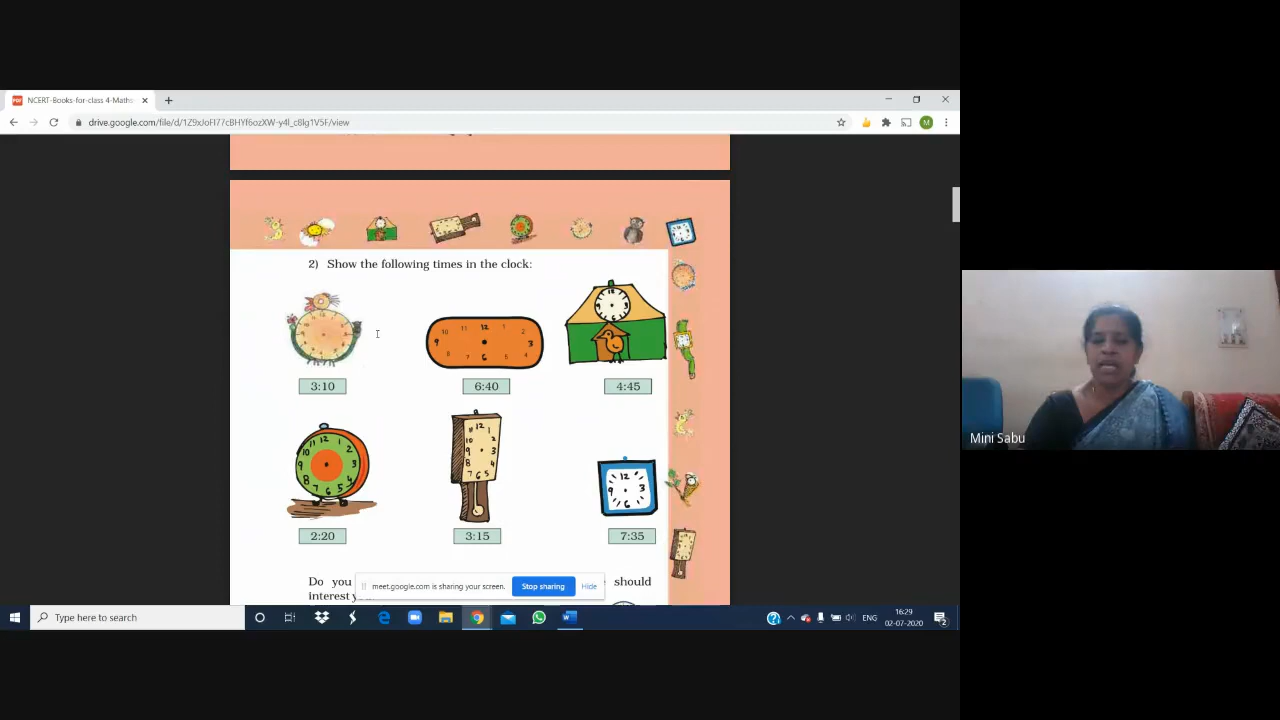 NCERT-Books-for-class 4-Maths
drive.google.com/file/d/1Z9xJoFI77cBHYf6ozXW-y4l_c8lg1V5F/view
2) Show the following times in the clock:
3:10
6:40
4:45
2:20
3:15
7:35
Do you
should
interest
meet.google.com is sharing your screen.
Stop sharing
Hide
Mini Sabu
Type here to search
ENG
16:29
02-07-2020